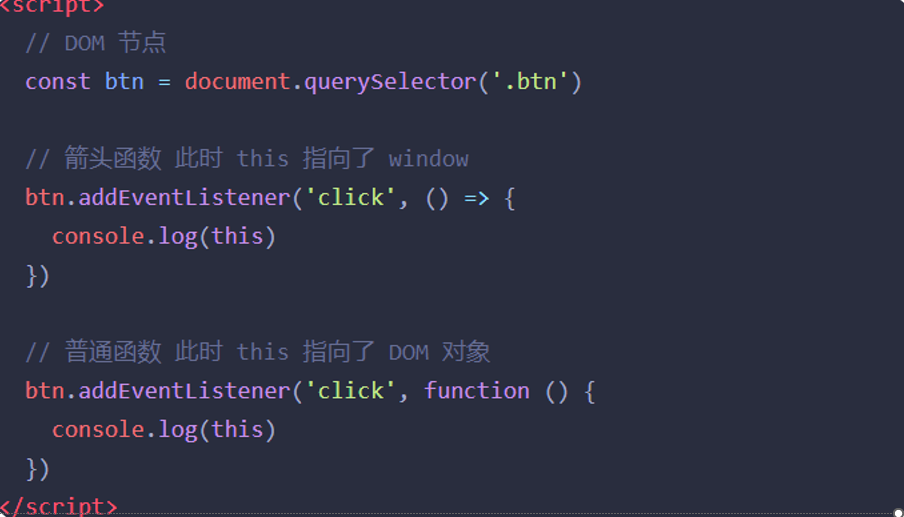 <script>
// DOM 节点
const btn = document.querySelector('.btn')
// 箭头函数 此时 this 指向了 window
btn.addEventListener('click', () => {
console.log(this)
})
// 普通函数 此时 this 指向了 DOM 对象
btn.addEventListener('click', function () {
console.log(this)
})
</script>